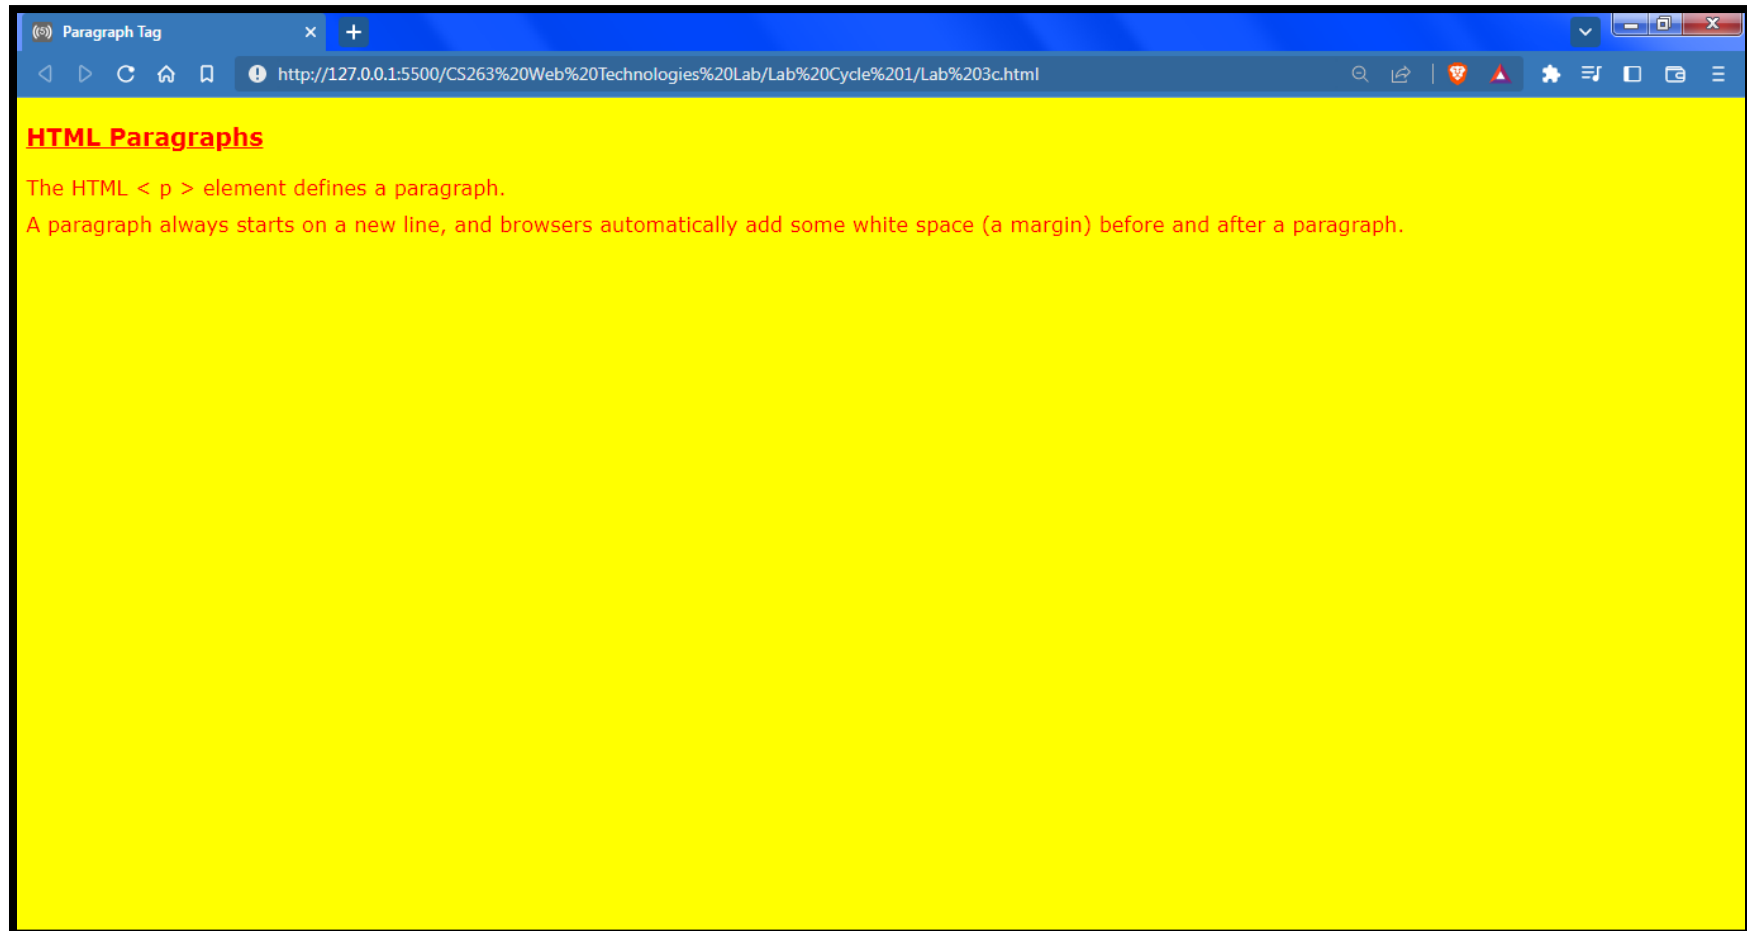 Paragraph Tag
http://127.0.0.1:5500/CS263%20Web%20Technologies%20Lab/Lab%20Cycle%201/Lab%203c.html
HTML Paragraphs
The HTML < p > element defines a paragraph.
A paragraph always starts on a new line, and browsers automatically add some white space (a margin) before and after a paragraph.